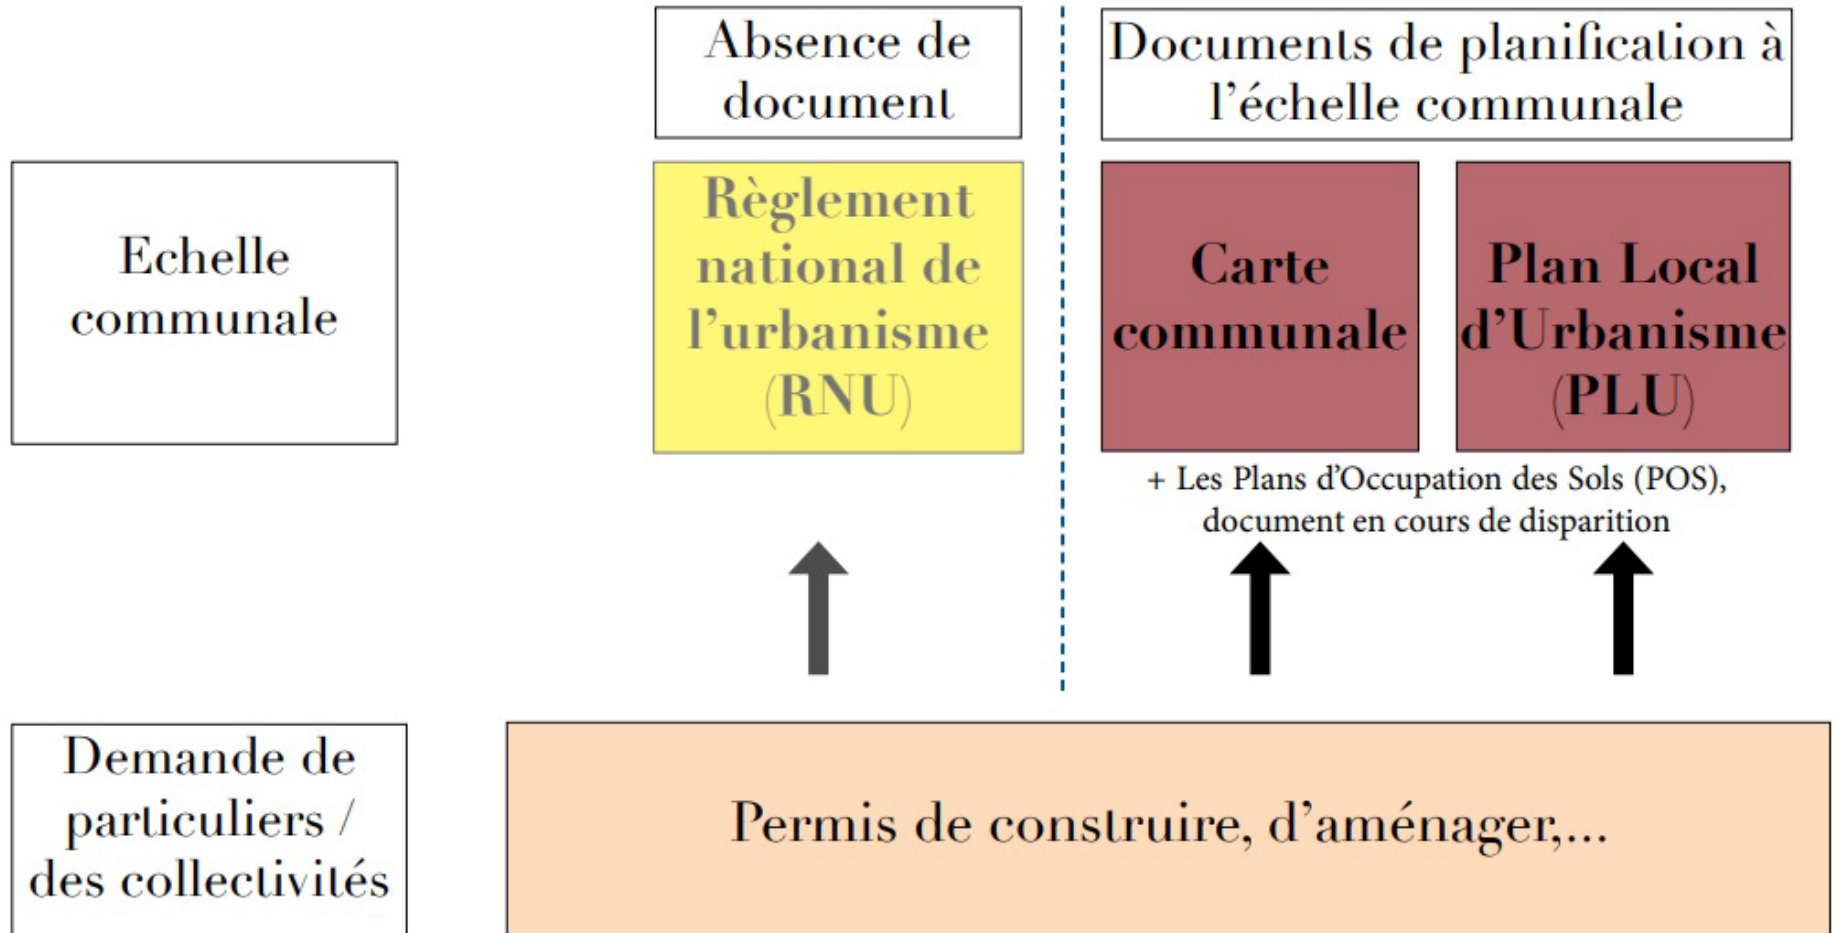 Absence de
document
Documents de planification à
l'échelle communale
Echelle
communale
Règlement
national de
l'urbanisme
(RNU)
Carte
communale
Plan Local
d'Urbanisme
(PLU)
+ Les Plans d'Occupation des Sols (POS),
document en cours de disparition
Demande de
particuliers /
des collectivités
Permis de construire, d'aménager,...